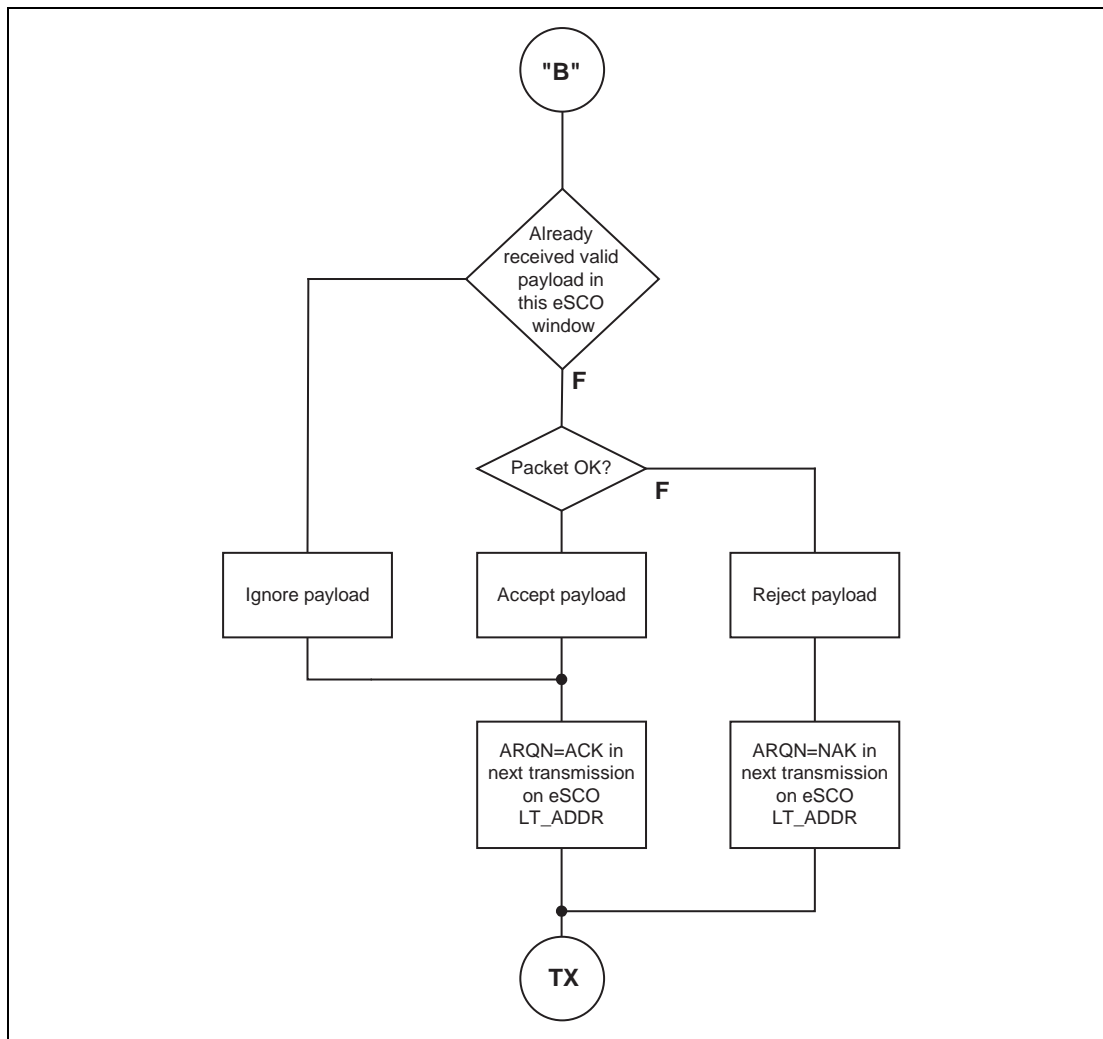 "B"
Already
received valid
payload in
this eSCO
window
F
Packet OK?
F
Ignore payload
Accept payload
Reject payload
ARQN=ACK in
next transmission
on eSCO
LT_ADDR
ARQN=NAK in
next transmission
on eSCO
LT_ADDR
TX